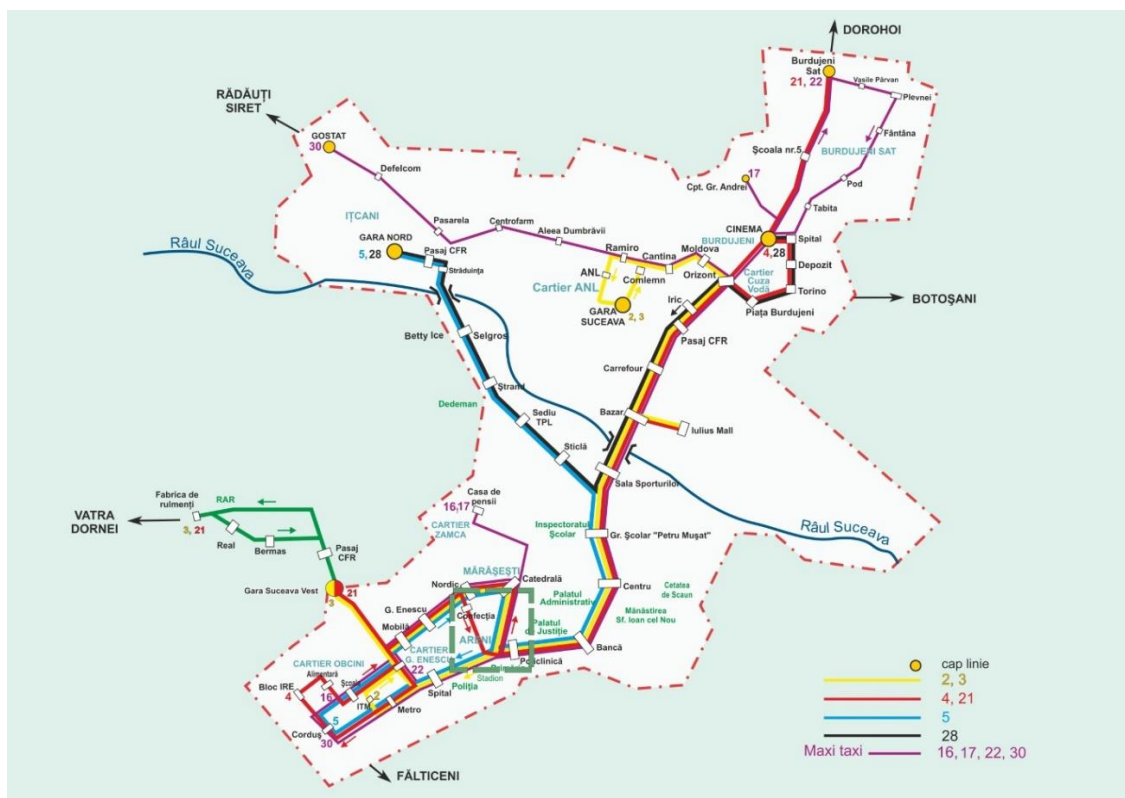 DOROHOI
Burdujeni
Sat
21, 22
Vasile Pârvan
Plevnei
Fântâna
RĂDĂUȚI
SIRET
GOSTAT
30
Defelcom
Școala nr.5
BURDUJENI SAT
17
Cpt. Gr. Andrei
Pod
Tabita
IȚCANI
Pasarela
Centrofarm
Aleea Dumbrăvii
CINEMA
BURDUJENI
4,28
Spital
Râul Suceava
GARA NORD
5, 28
Pasaj CFR
Străduința
Ramiro
Cantina
Moldova
Orizont
Depozit
ANL
Comlemn
Cartier ANL
Cartier
Cuza
Vodă
Torino
BOTOȘANI
GARA
SUCEAVA
2, 3
Iric
Piața Burdujeni
Betty Ice
Selgros
Pasaj CFR
Carrefour
Ștrand
Dedeman
Sediu
TPL
Bazar
Iulius Mall
Sticlă
Sala Sporturilor
Casa de
pensii
16,17
CARTIER
ZAMCA
Fabrica de
rulmenți
RAR
VATRA
DORNEI
3, 21
Real
Bermas
Pasaj
CFR
Inspectoratul
Școlar
Gr. Școlar "Petru Mușat"
Râul Suceava
MĂRĂȘEȘTI
Nordic
Catedrală
Centru
Cetatea
de Scaun
Gara Suceava Vest
21
3
G. Enescu
Confecția
Palatul
Administrativ
Mănăstirea
Sf. Ioan cel Nou
Mobilă
ARENI
Palatul
de Justiție
CARTIER
G. ENESCU
Bancă
CARTIER OBCINI
Alimentară
22
Policlinică
Primăria
Stadion
Bloc IRE
4
16
Școala
2
ITM
Metro
Spital
Poliția
5
Corduș
30
FĂLTICENI
cap linie
2, 3
4, 21
5
28
Maxi taxi
16, 17, 22, 30